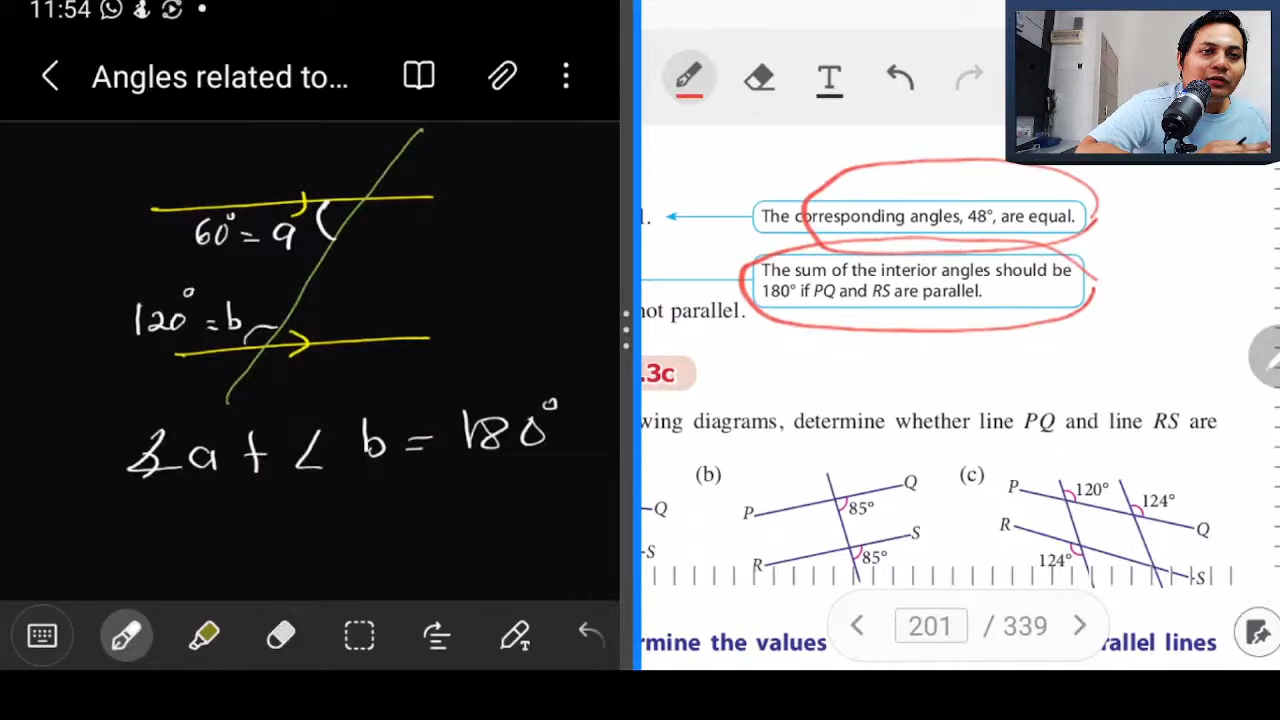 11:54
Angles related to...
60° = a
120° = b
∠a + ∠ b = 180°
T
l.
The corresponding angles, 48°, are equal.
The sum of the interior angles should be
180° if PQ and RS are parallel.
not parallel.
.3c
wing diagrams, determine whether line PQ and line RS are
(b)
(c)
Q
S
P
Q
85°
R
S
85°
P
120°
124°
Q
R
124°
S
201 / 339
rmine the values
rallel lines